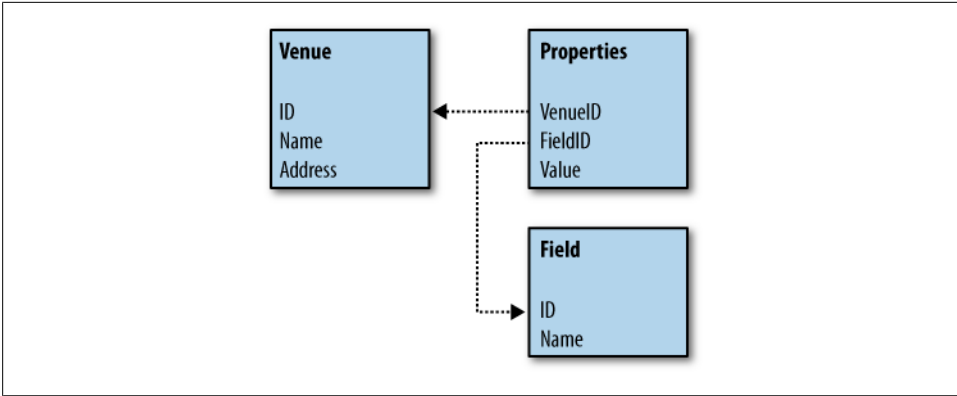 Venue
ID
Name
Address
Properties
VenueID
FieldID
Value
Field
ID
Name